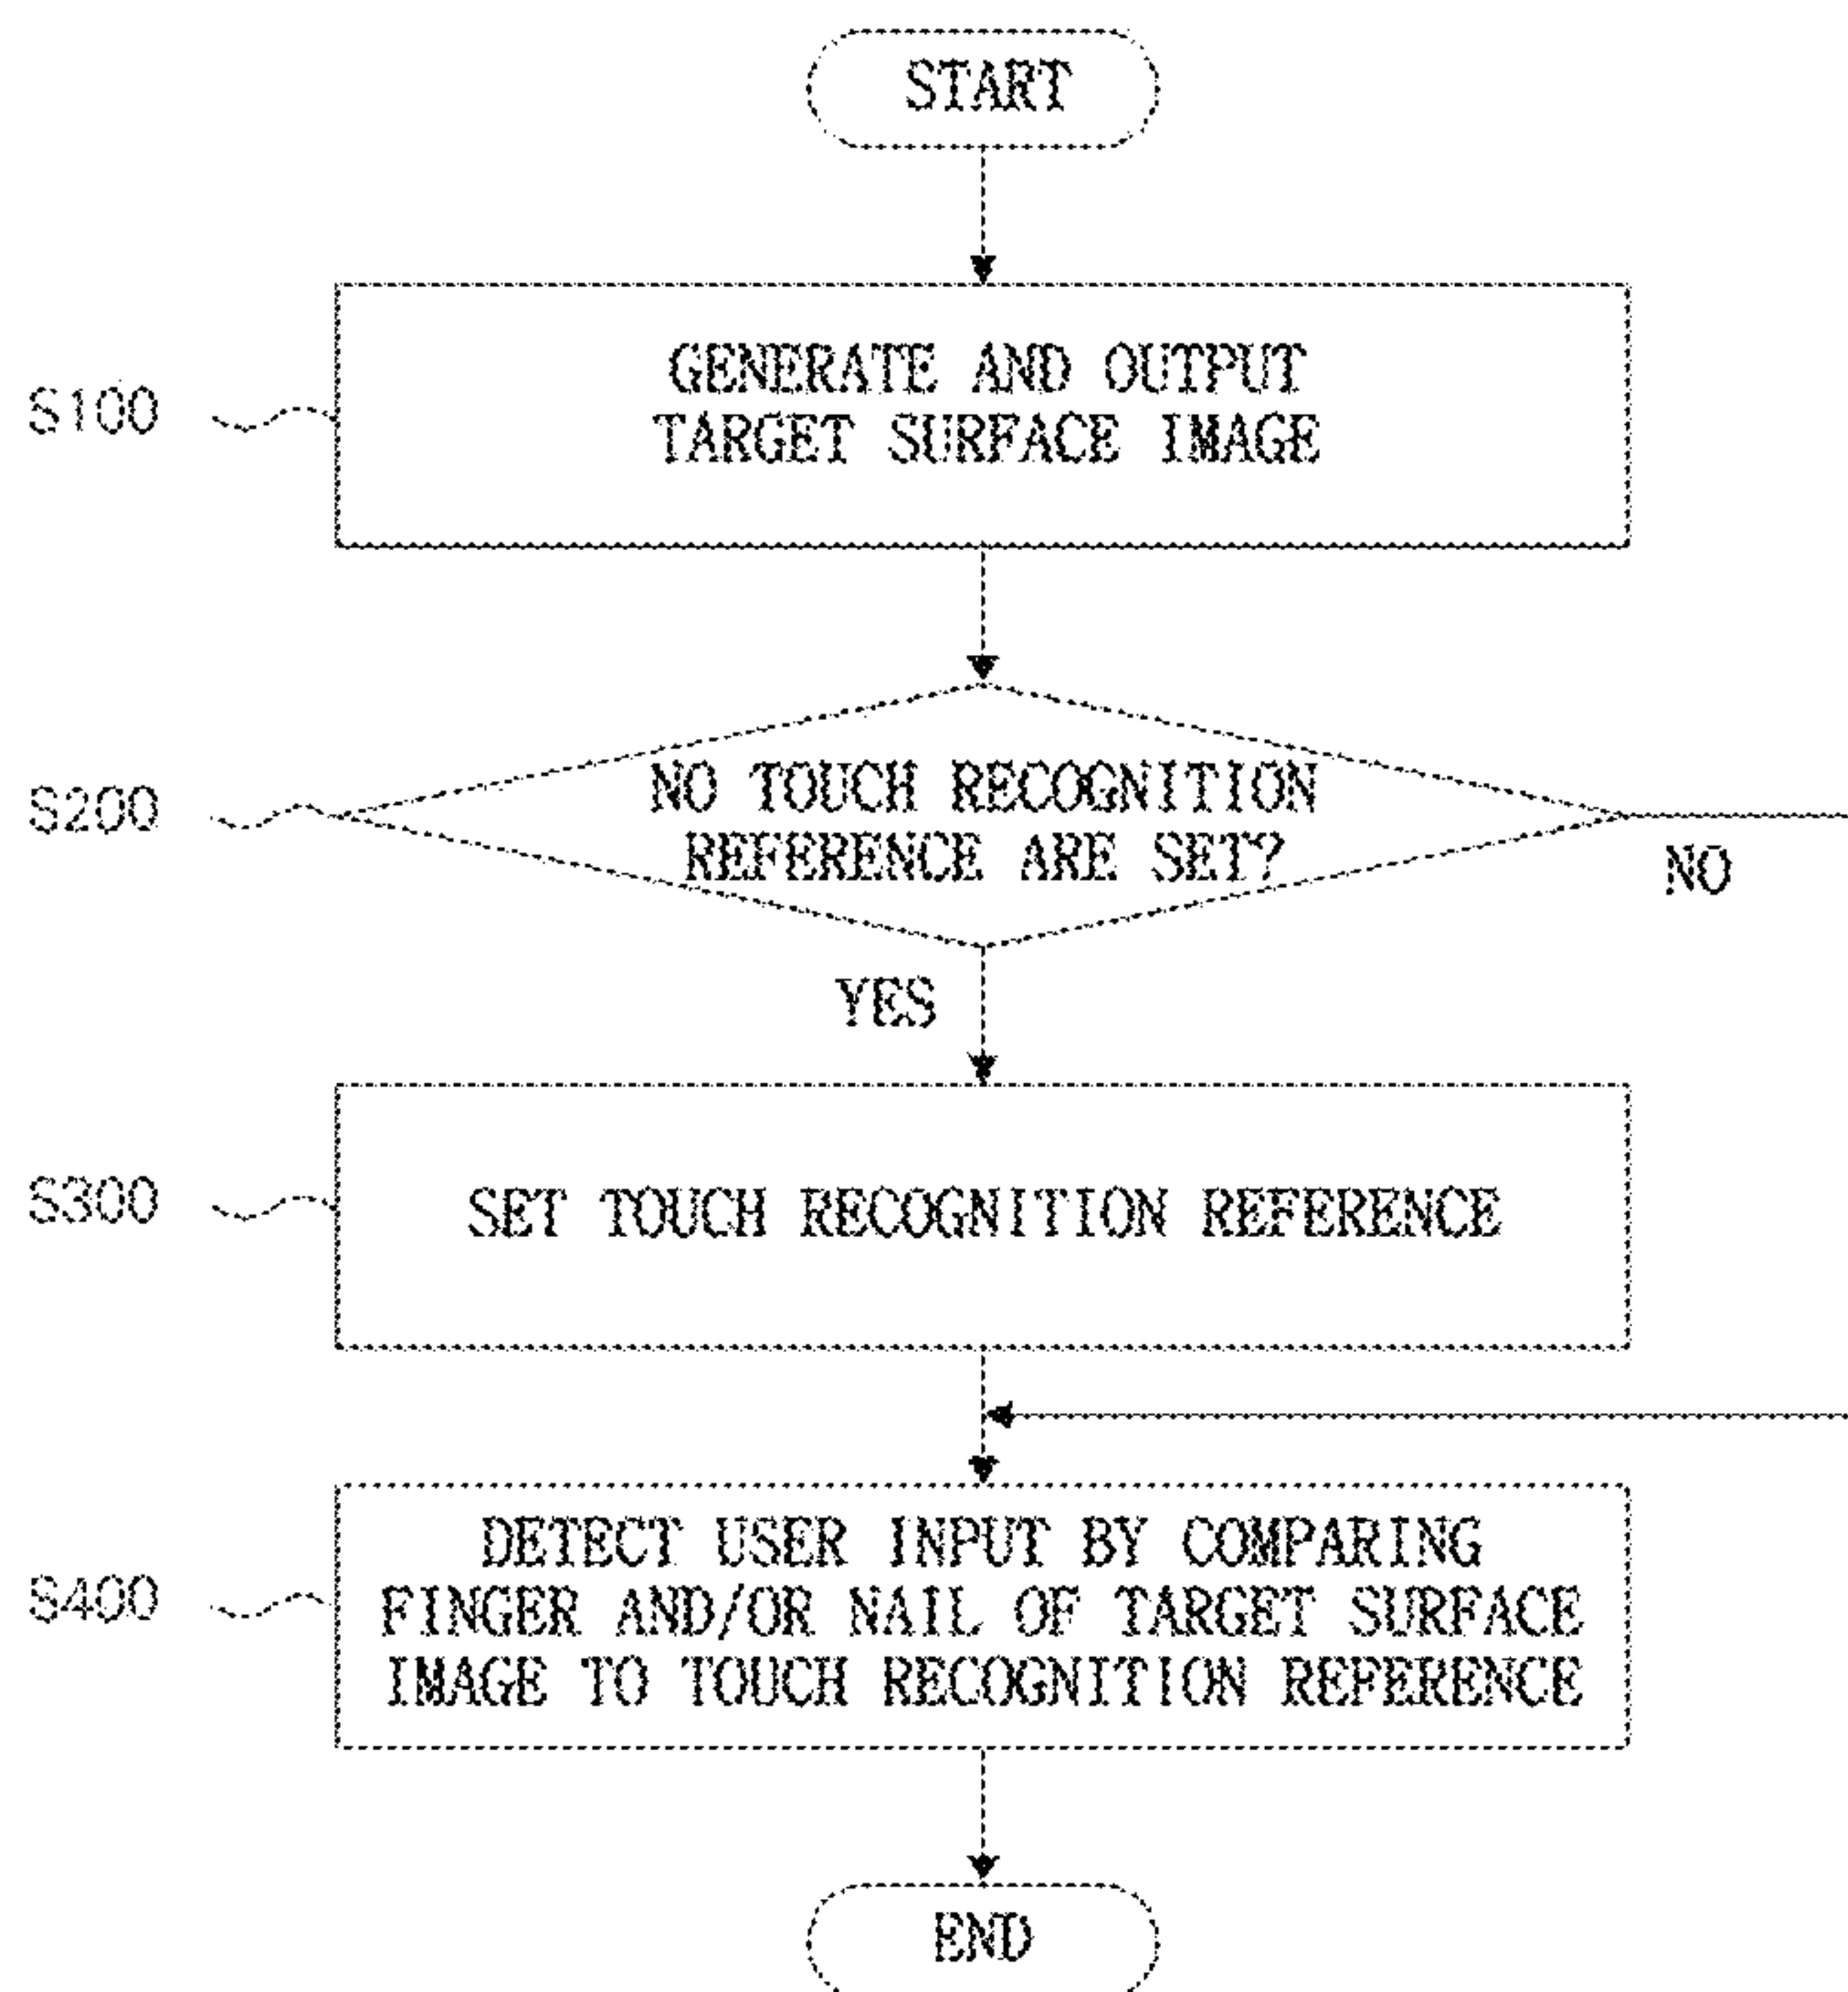 START
S100
GENERATE AND OUTPUT
TARGET SURFACE IMAGE
S200
NO TOUCH RECOGNITION
REFERENCE ARE SET?
NO
YES
S300
SET TOUCH RECOGNITION REFERENCE
S400
DETECT USER INPUT BY COMPARING
FINGER AND/OR NAIL OF TARGET SURFACE
IMAGE TO TOUCH RECOGNITION REFERENCE
END